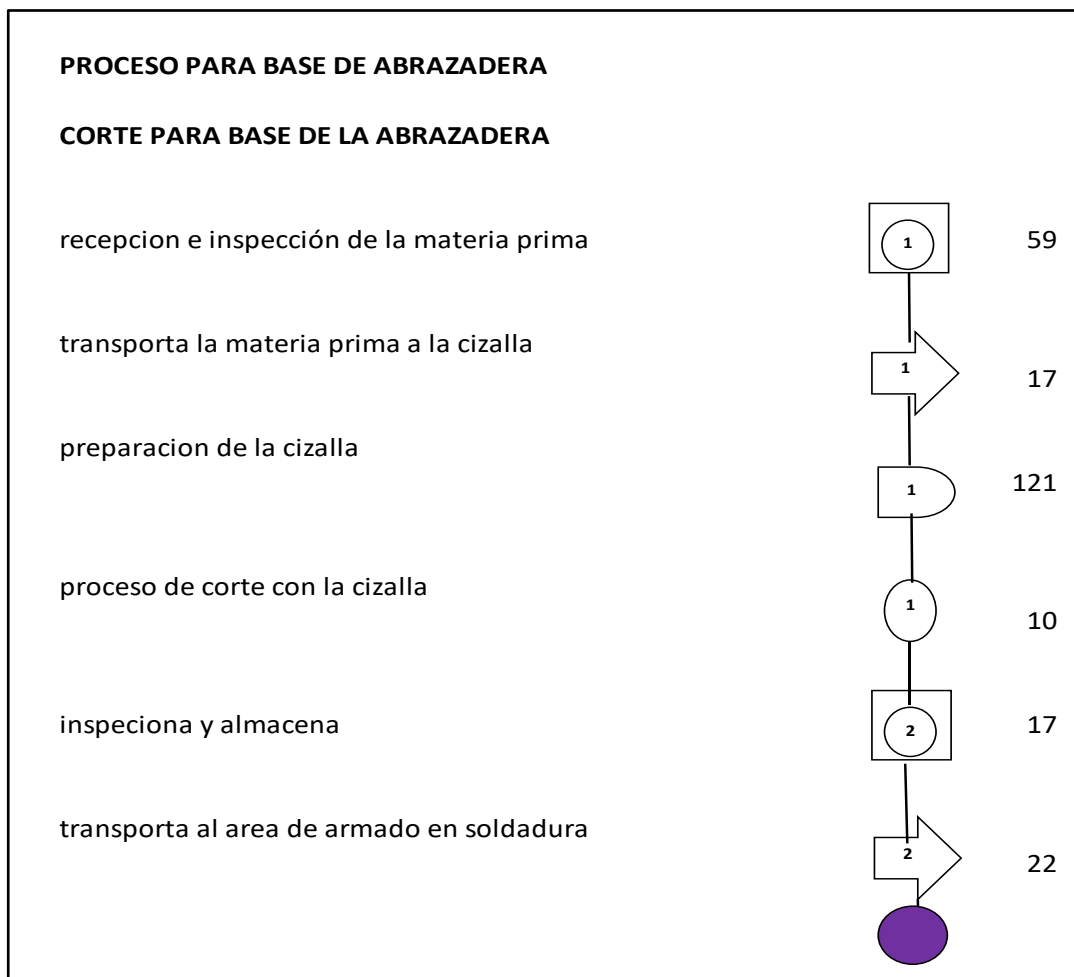 PROCESO PARA BASE DE ABRAZADERA
CORTE PARA BASE DE LA ABRAZADERA
recepcion e inspección de la materia prima
1
59
transporta la materia prima a la cizalla
1
17
preparacion de la cizalla
1
121
proceso de corte con la cizalla
1
10
inspeciona y almacena
2
17
transporta al area de armado en soldadura
2
22